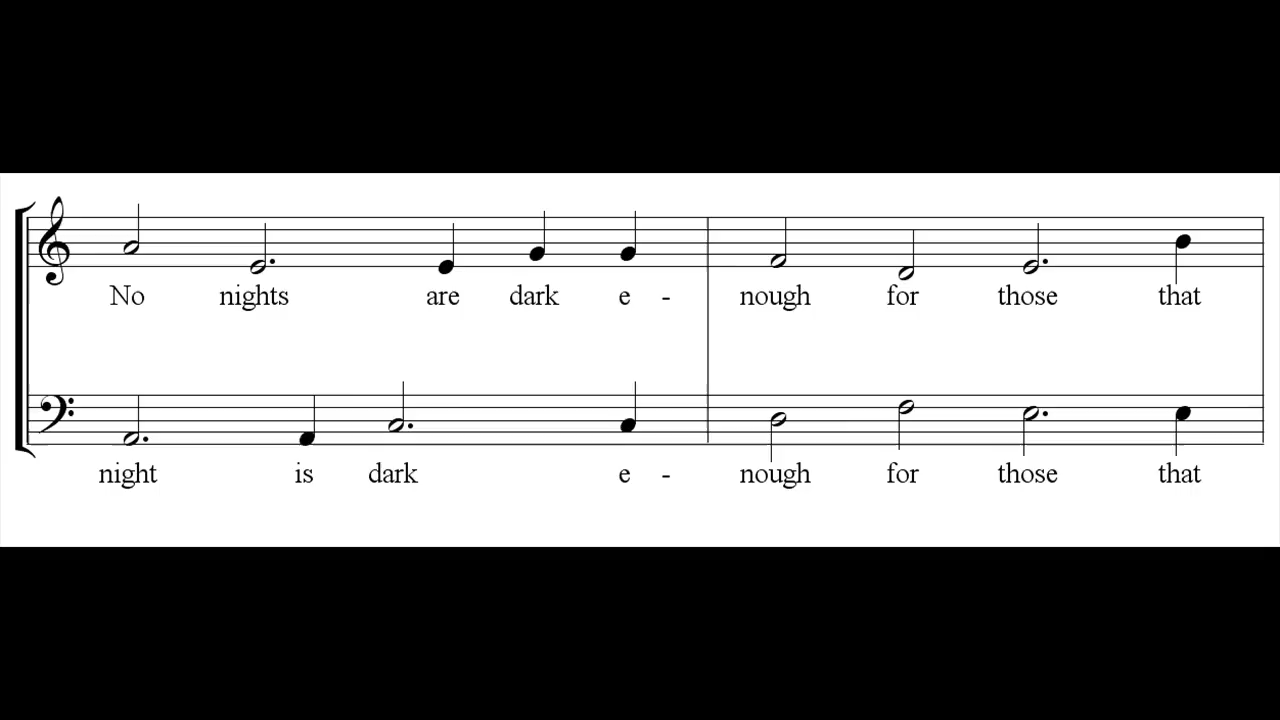 No nights are dark e - nough for those that
night is dark e - nough for those that